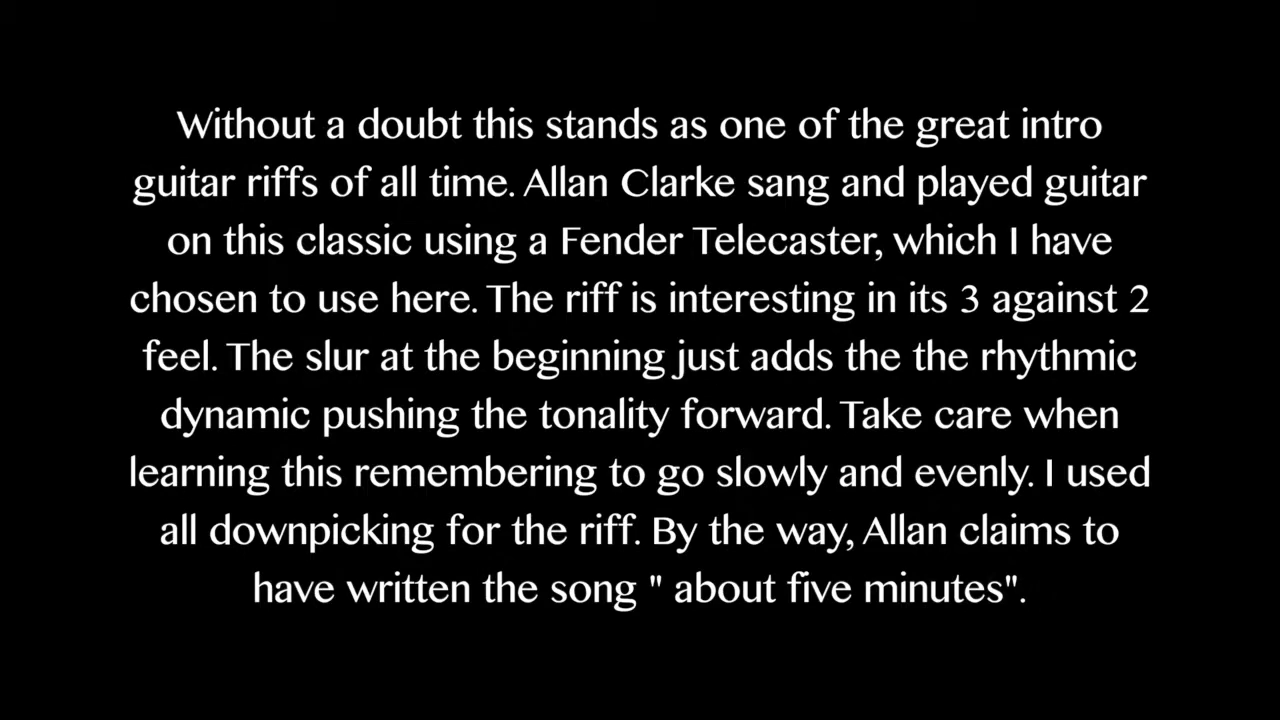 Without a doubt this stands as one of the great intro
guitar riffs of all time. Allan Clarke sang and played guitar
on this classic using a Fender Telecaster, which I have
chosen to use here. The riff is interesting in its 3 against 2
feel. The slur at the beginning just adds the the rhythmic
dynamic pushing the tonality forward. Take care when
learning this remembering to go slowly and evenly. I used
all downpicking for the riff. By the way, Allan claims to
have written the song " about five minutes".